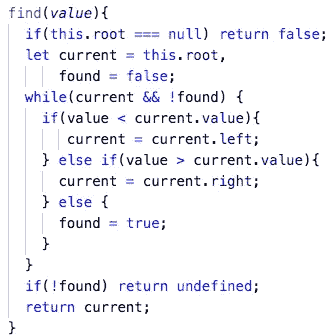 find(value){
  if(this.root === null) return false;
  let current = this.root,
      found = false;
  while(current && !found) {
    if(value < current.value){
       current = current.left;
    } else if(value > current.value){
      current = current.right;
    } else {
      found = true;
    }
  }
  if(!found) return undefined;
  return current;
}